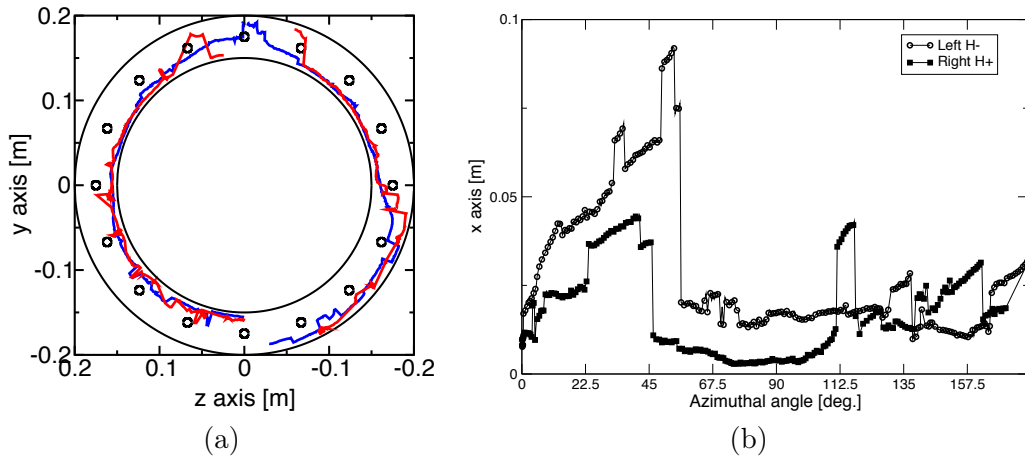 0.2
0.1
0
-0.1
-0.2
y axis [m]
0.2
0.1
0
-0.1
-0.2
z axis [m]
(a)
0.1
0.05
0
x axis [m]
Left H-
Right H+
0
22.5
45
67.5
90
112.5
135
157.5
Azimuthal angle [deg.]
(b)